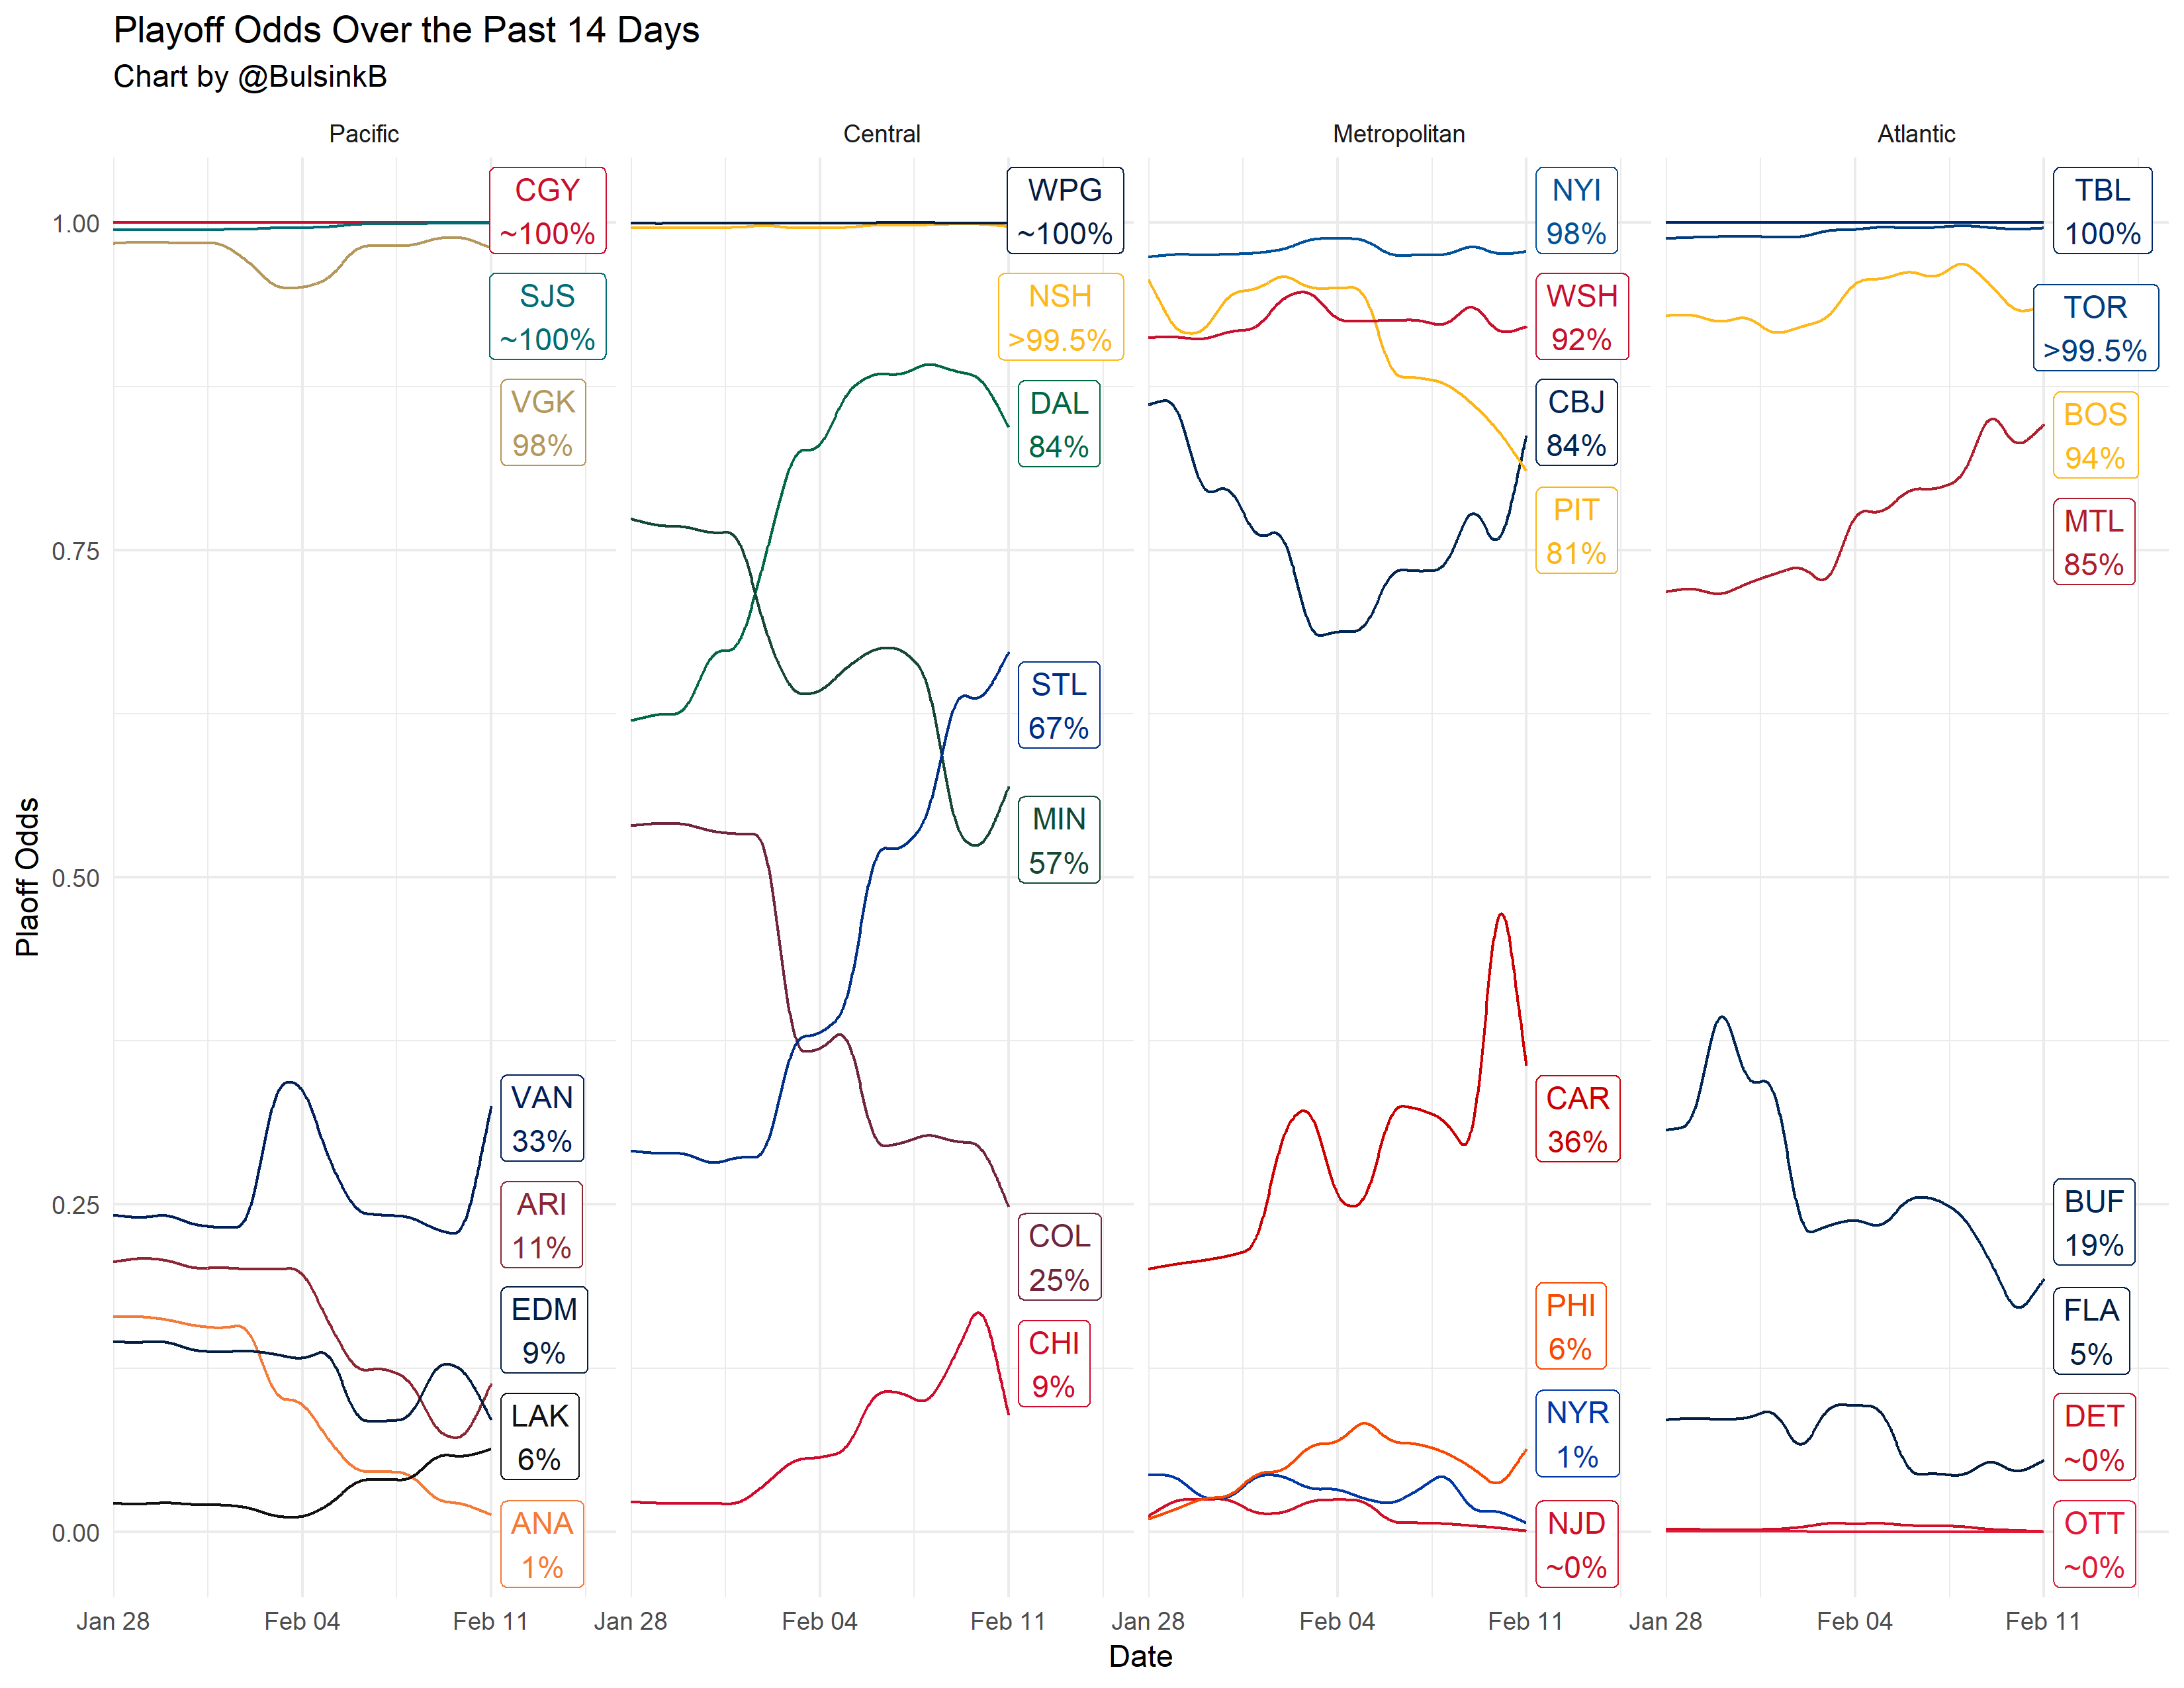 Playoff Odds Over the Past 14 Days
Chart by @BulsinkB
Pacific
Central
Metropolitan
Atlantic
Plaoff Odds
1.00
0.75
0.50
0.25
0.00
CGY
~100%
SJS
~100%
VGK
98%
VAN
33%
ARI
11%
EDM
9%
LAK
6%
ANA
1%
WPG
~100%
NSH
>99.5%
DAL
84%
STL
67%
MIN
57%
COL
25%
CHI
9%
NYI
98%
WSH
92%
CBJ
84%
PIT
81%
CAR
36%
PHI
6%
NYR
1%
NJD
~0%
TBL
100%
TOR
>99.5%
BOS
94%
MTL
85%
BUF
19%
FLA
5%
DET
~0%
OTT
~0%
Jan 28
Feb 04
Feb 11
Jan 28
Feb 04
Feb 11
Jan 28
Feb 04
Feb 11
Jan 28
Feb 04
Feb 11
Date